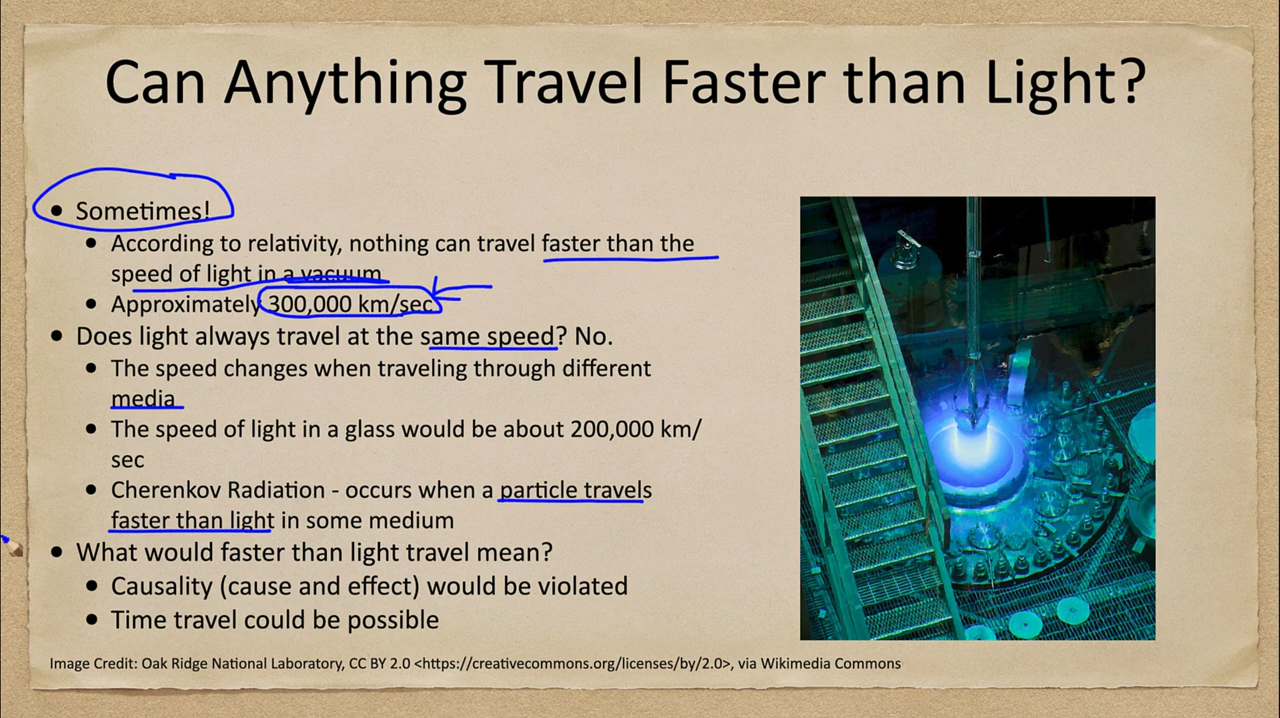 Can Anything Travel Faster than Light?
• Sometimes!
• According to relativity, nothing can travel faster than the
speed of light in a vacuum
• Approximately 300,000 km/sec
• Does light always travel at the same speed? No.
• The speed changes when traveling through different
media
• The speed of light in a glass would be about 200,000 km/
sec
• Cherenkov Radiation - occurs when a particle travels
faster than light in some medium
• What would faster than light travel mean?
• Causality (cause and effect) would be violated
• Time travel could be possible
Image Credit: Oak Ridge National Laboratory, CC BY 2.0 <https://creativecommons.org/licenses/by/2.0>, via Wikimedia Commons